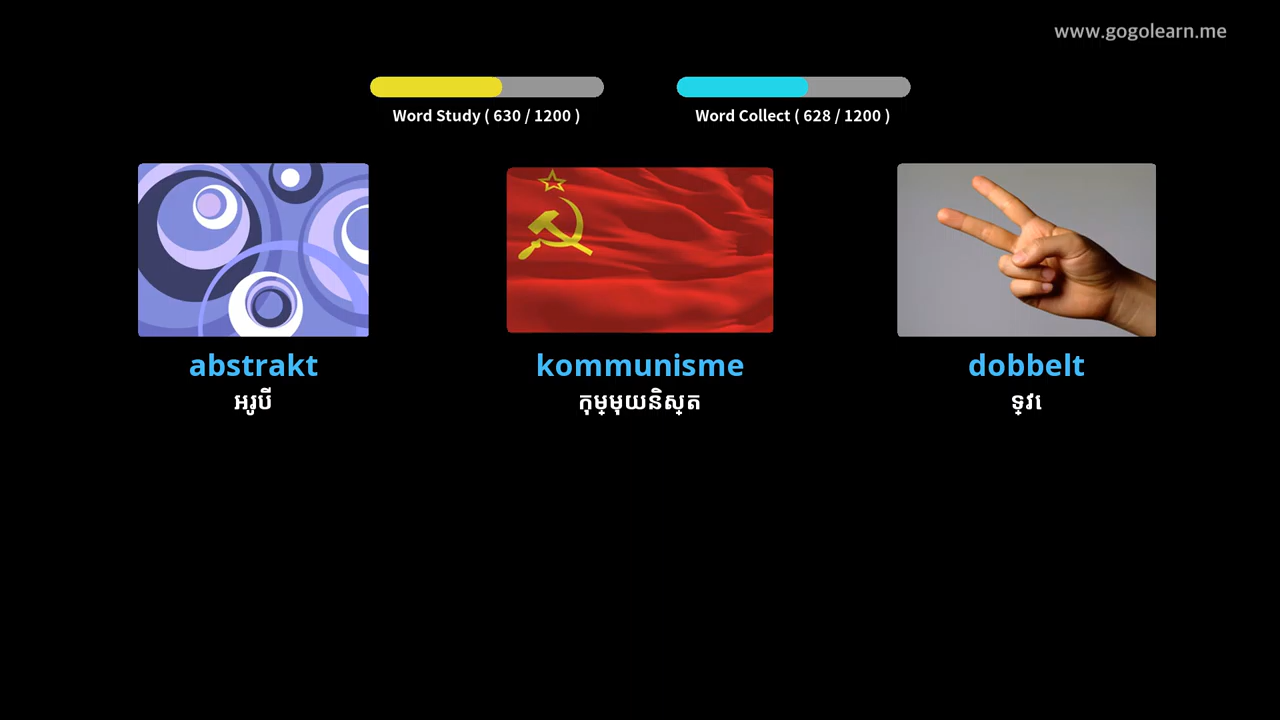 www.gogolearn.me
Word Study ( 630 / 1200 )
Word Collect ( 628 / 1200 )
abstrakt
kommunisme
dobbelt
អរូបី
កុម្មុយនិស្ត
ទ្វេ